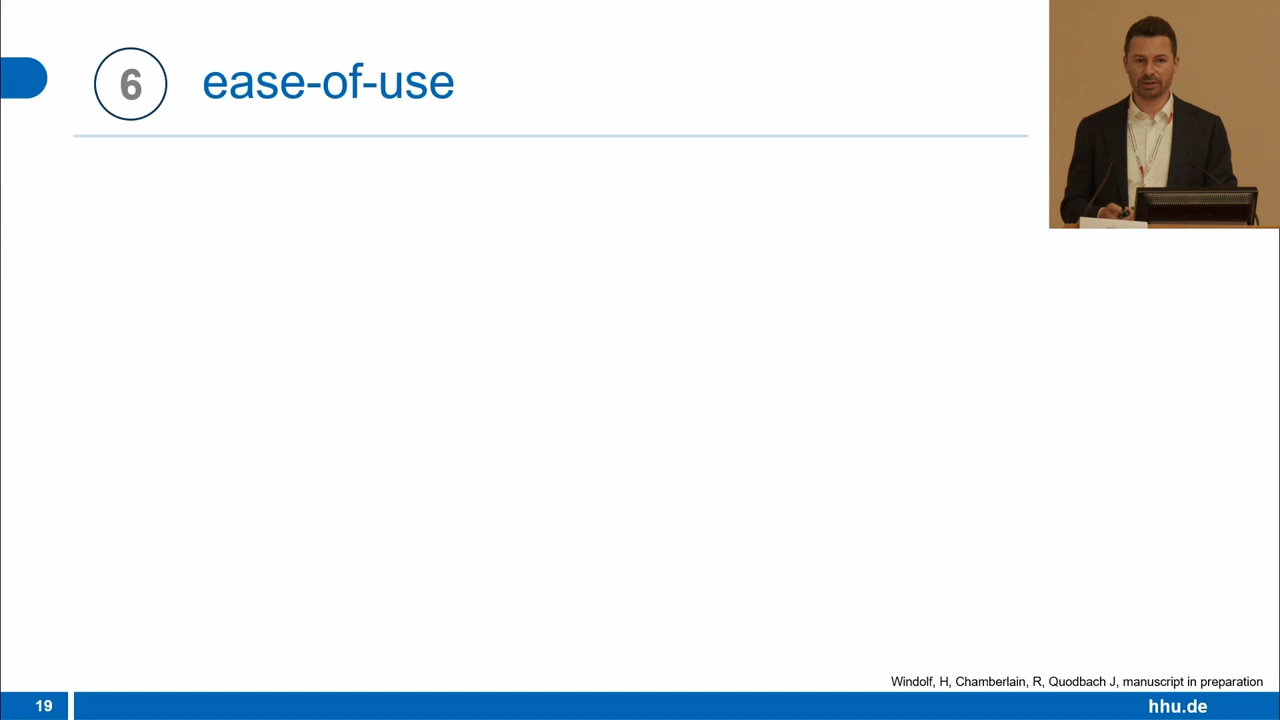 6 ease-of-use
Windolf, H, Chamberlain, R, Quodbach J, manuscript in preparation
19
hhu.de